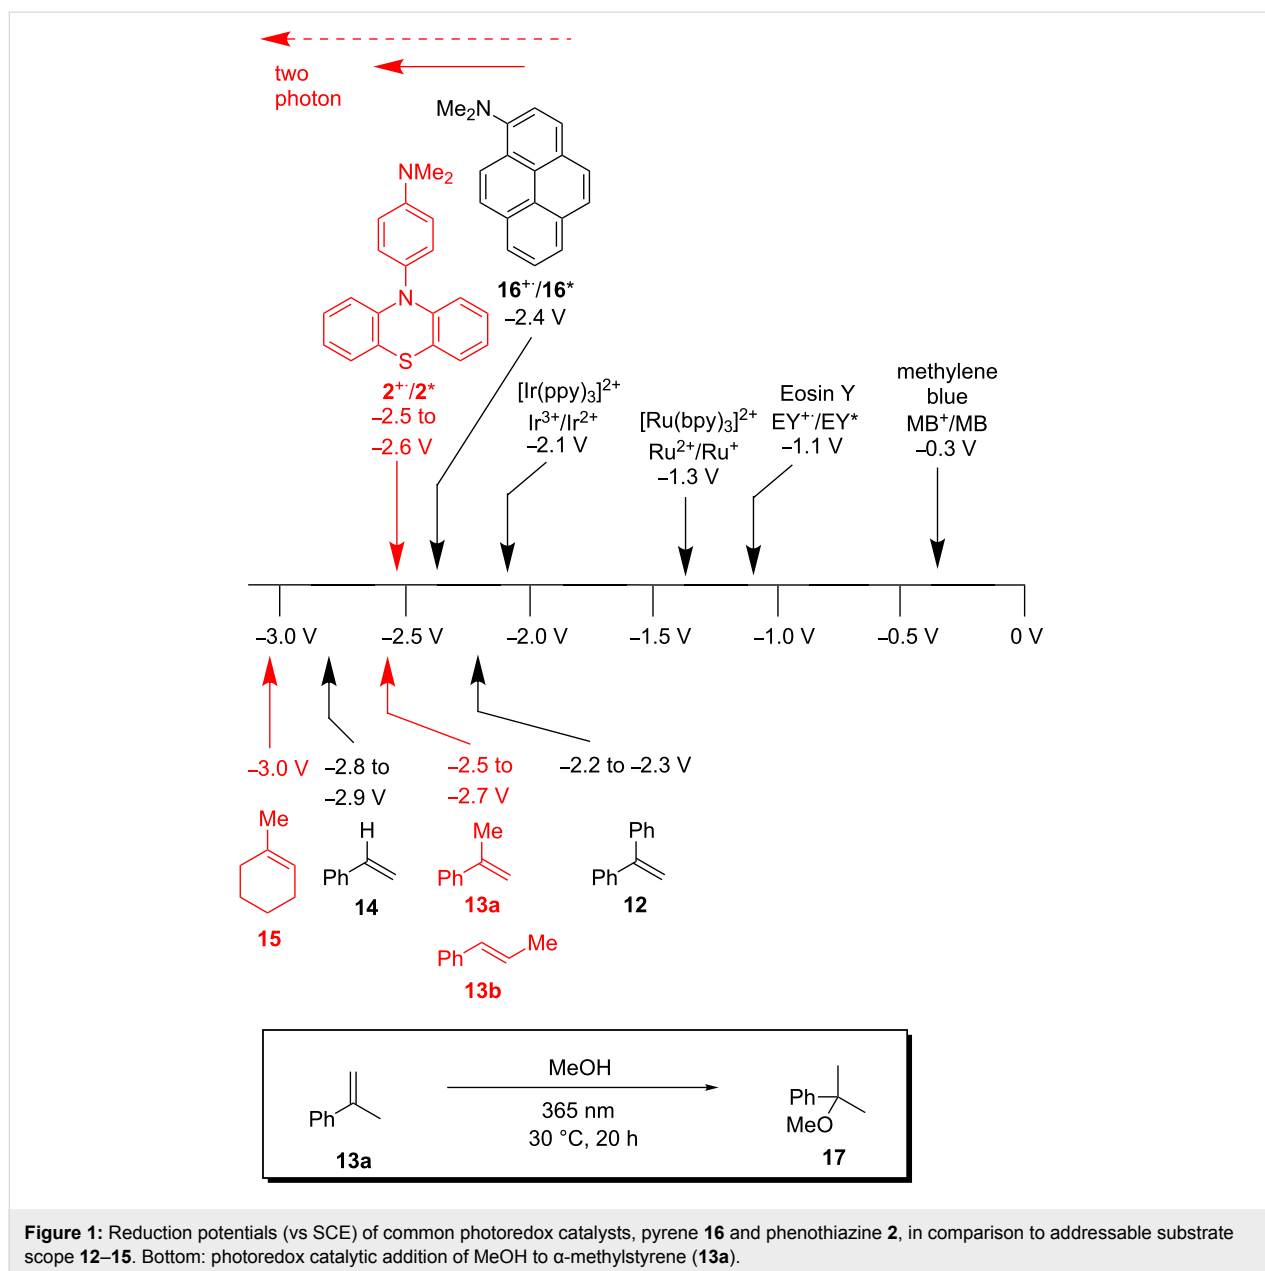 two
photon
Me2N
NMe2
N
S
16+·/16*
–2.4 V
2+·/2*
–2.5 to
–2.6 V
[Ir(ppy)3]2+
Ir3+/Ir2+
–2.1 V
[Ru(bpy)3]2+
Ru2+/Ru+
–1.3 V
Eosin Y
EY+·/EY*
–1.1 V
methylene
blue
MB+/MB
–0.3 V
–3.0 V –2.5 V –2.0 V –1.5 V –1.0 V –0.5 V 0 V
–3.0 V
Me
15
–2.8 to
–2.9 V
H
Ph
14
–2.5 to
–2.7 V
Me
Ph
13a
Ph Me
13b
–2.2 to –2.3 V
Ph
Ph
12
Ph
13a
MeOH
365 nm
30 °C, 20 h
Ph
MeO
17
Figure 1: Reduction potentials (vs SCE) of common photoredox catalysts, pyrene 16 and phenothiazine 2, in comparison to addressable substrate
scope 12–15. Bottom: photoredox catalytic addition of MeOH to α-methylstyrene (13a).